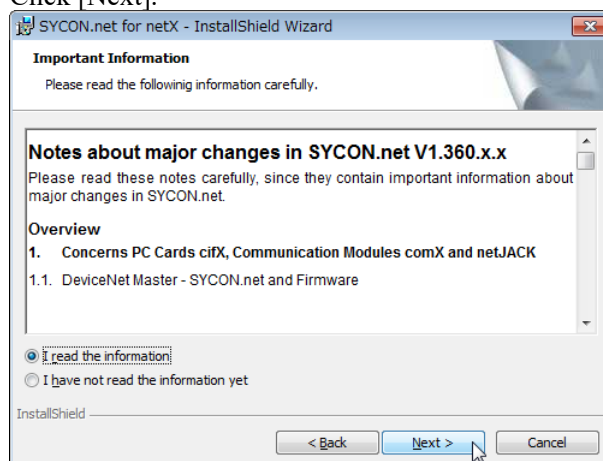 Click [Next].
SYCON.net for netX - InstallShield Wizard
Important Information
Please read the followinig information carefully.
Notes about major changes in SYCON.net V1.360.x.x
Please read these notes carefully, since they contain important information about
major changes in SYCON.net.
Overview
1. Concerns PC Cards cifX, Communication Modules comX and netJACK
1.1. DeviceNet Master - SYCON.net and Firmware
I read the information
I have not read the information yet
InstallShield
< Back Next > Cancel